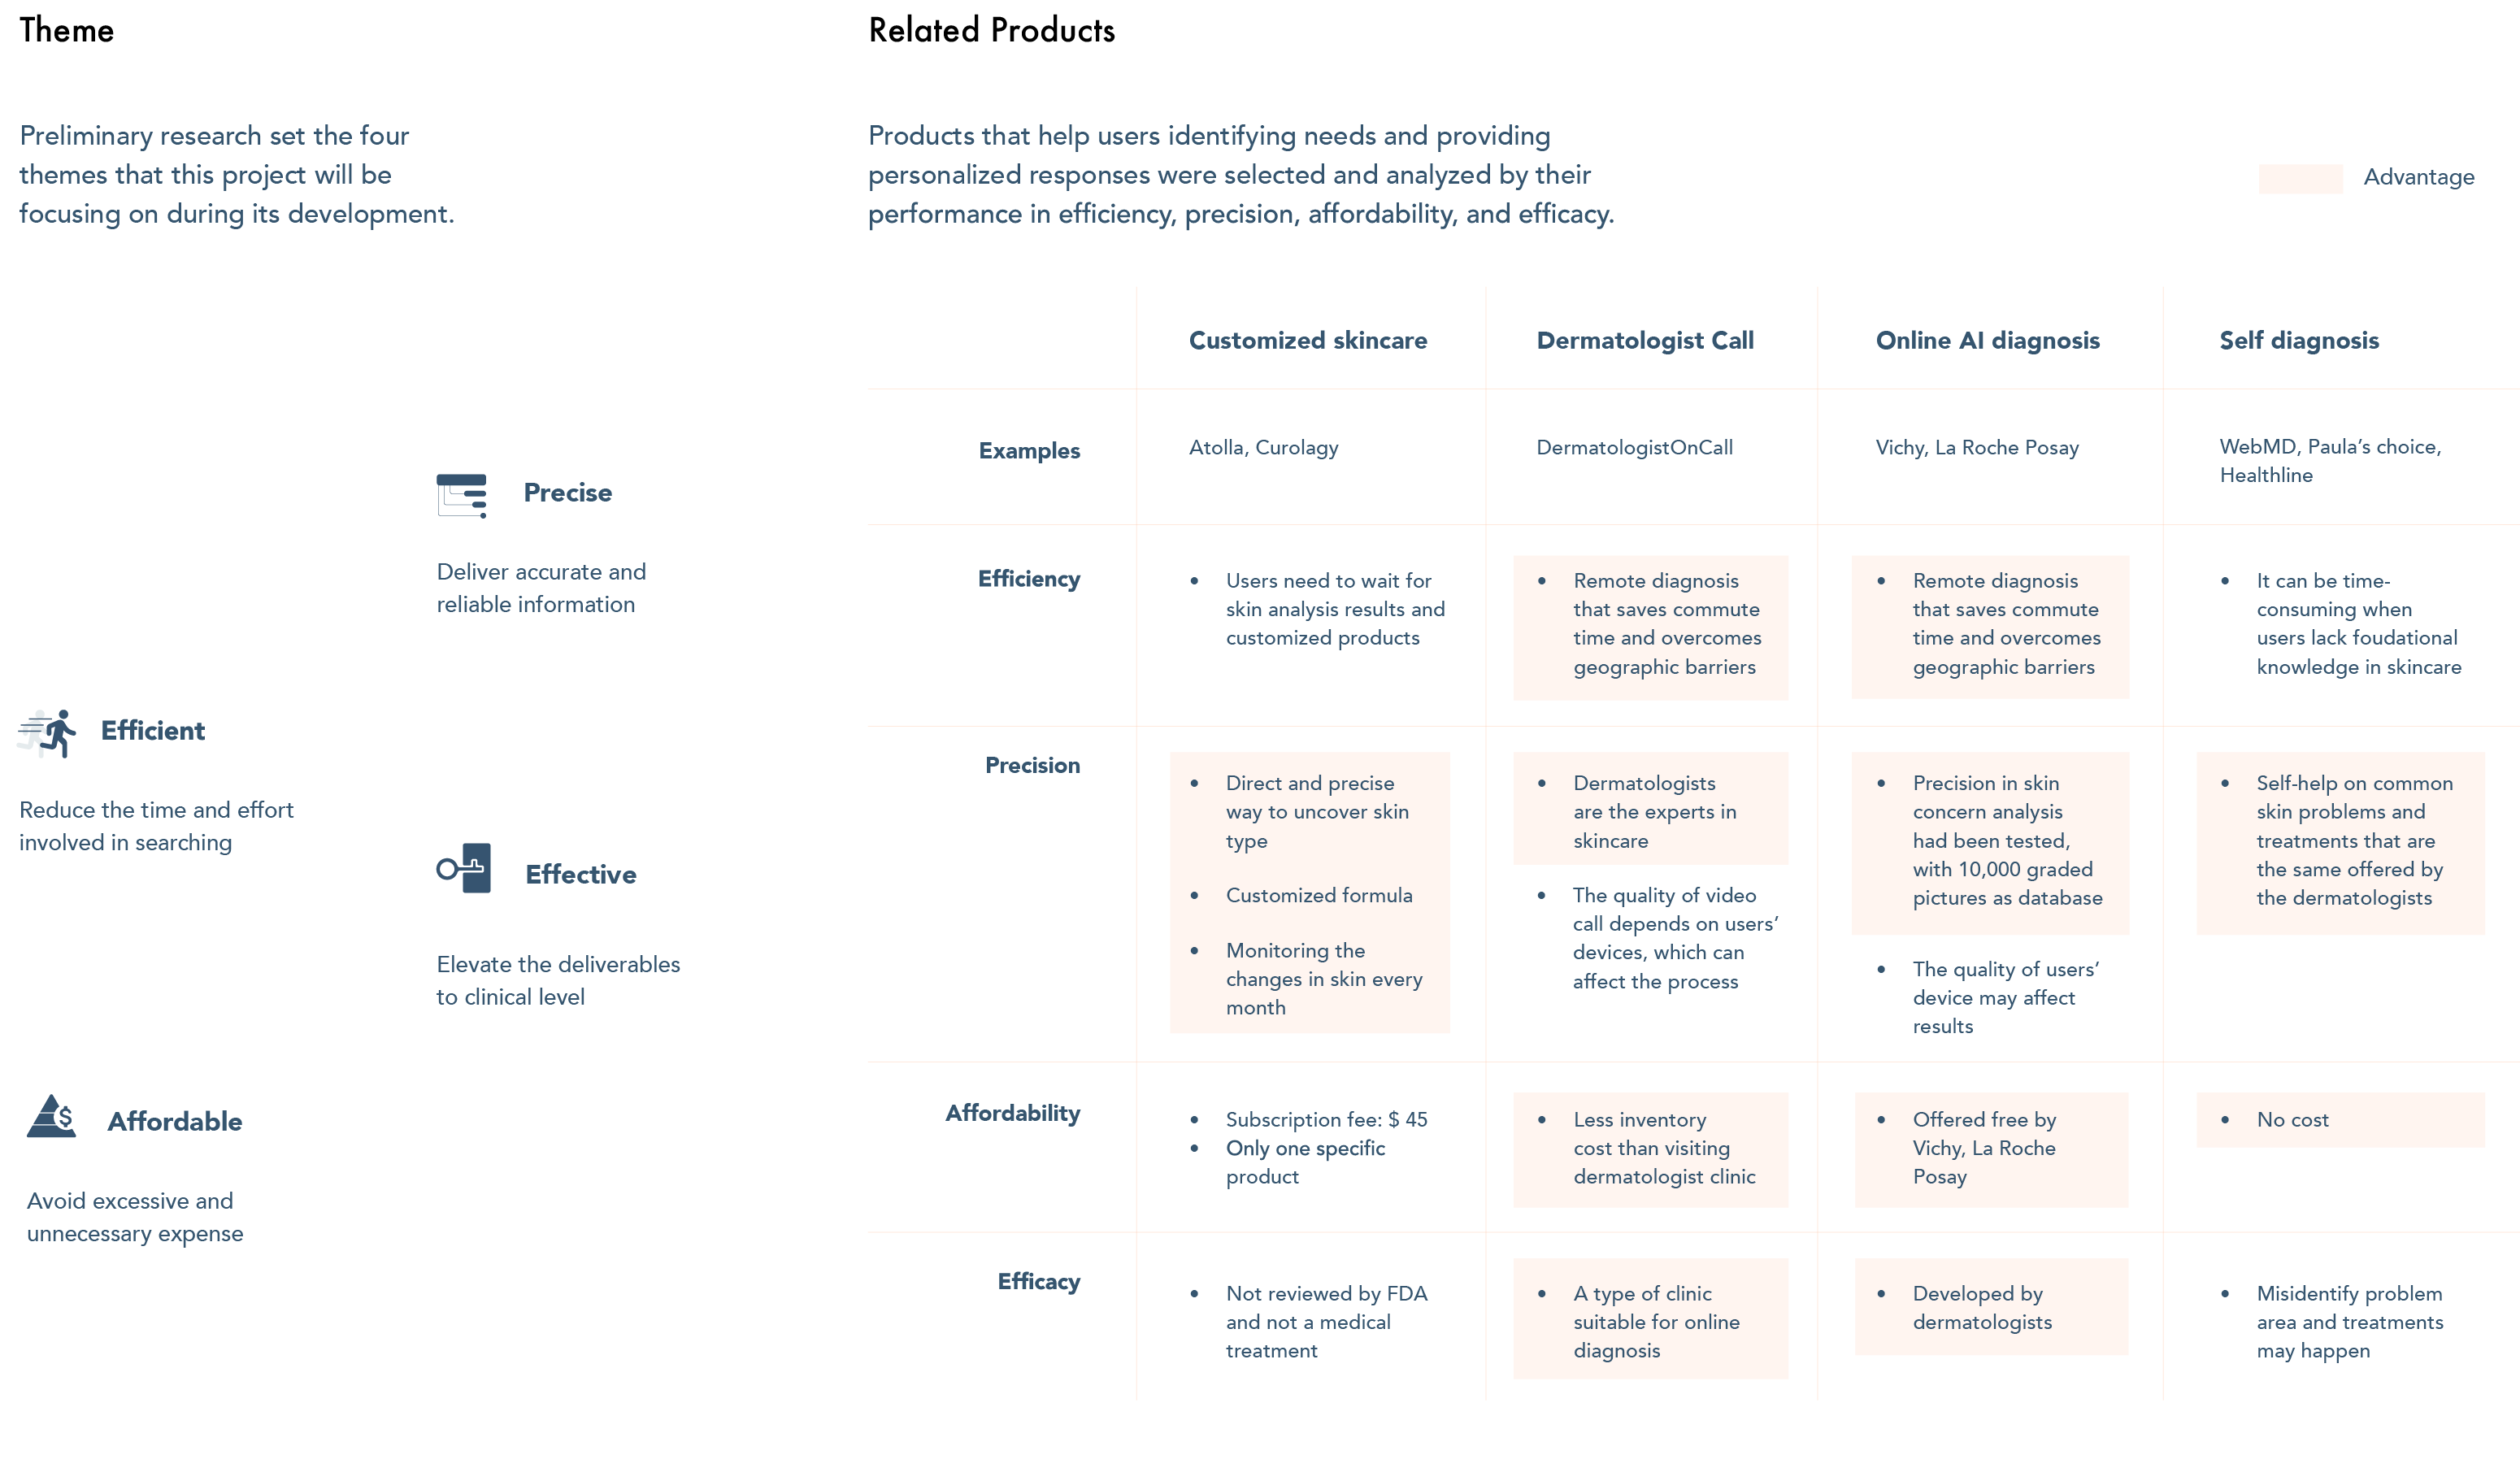 Theme
Preliminary research set the four
themes that this project will be
focusing on during its development.
Precise
Deliver accurate and
reliable information
Efficient
Reduce the time and effort
involved in searching
Effective
Elevate the deliverables
to clinical level
$
Affordable
Avoid excessive and
unnecessary expense
Related Products
Products that help users identifying needs and providing
personalized responses were selected and analyzed by their
performance in efficiency, precision, affordability, and efficacy.
Advantage
Customized skincare
Dermatologist Call
Online AI diagnosis
Self diagnosis
Examples
Atolla, Curolagy
DermatologistOnCall
Vichy, La Roche Posay
WebMD, Paula’s choice,
Healthline
Efficiency
• Users need to wait for
skin analysis results and
customized products
• Remote diagnosis
that saves commute
time and overcomes
geographic barriers
• Remote diagnosis
that saves commute
time and overcomes
geographic barriers
• It can be time-
consuming when
users lack foudational
knowledge in skincare
Precision
• Direct and precise
way to uncover skin
type
• Customized formula
• Monitoring the
changes in skin every
month
• Dermatologists
are the experts in
skincare
• The quality of video
call depends on users’
devices, which can
affect the process
• Precision in skin
concern analysis
had been tested,
with 10,000 graded
pictures as database
• The quality of users’
device may affect
results
• Self-help on common
skin problems and
treatments that are
the same offered by
the dermatologists
Affordability
• Subscription fee: $ 45
• Only one specific
product
• Less inventory
cost than visiting
dermatologist clinic
• Offered free by
Vichy, La Roche
Posay
• No cost
Efficacy
• Not reviewed by FDA
and not a medical
treatment
• A type of clinic
suitable for online
diagnosis
• Developed by
dermatologists
• Misidentify problem
area and treatments
may happen